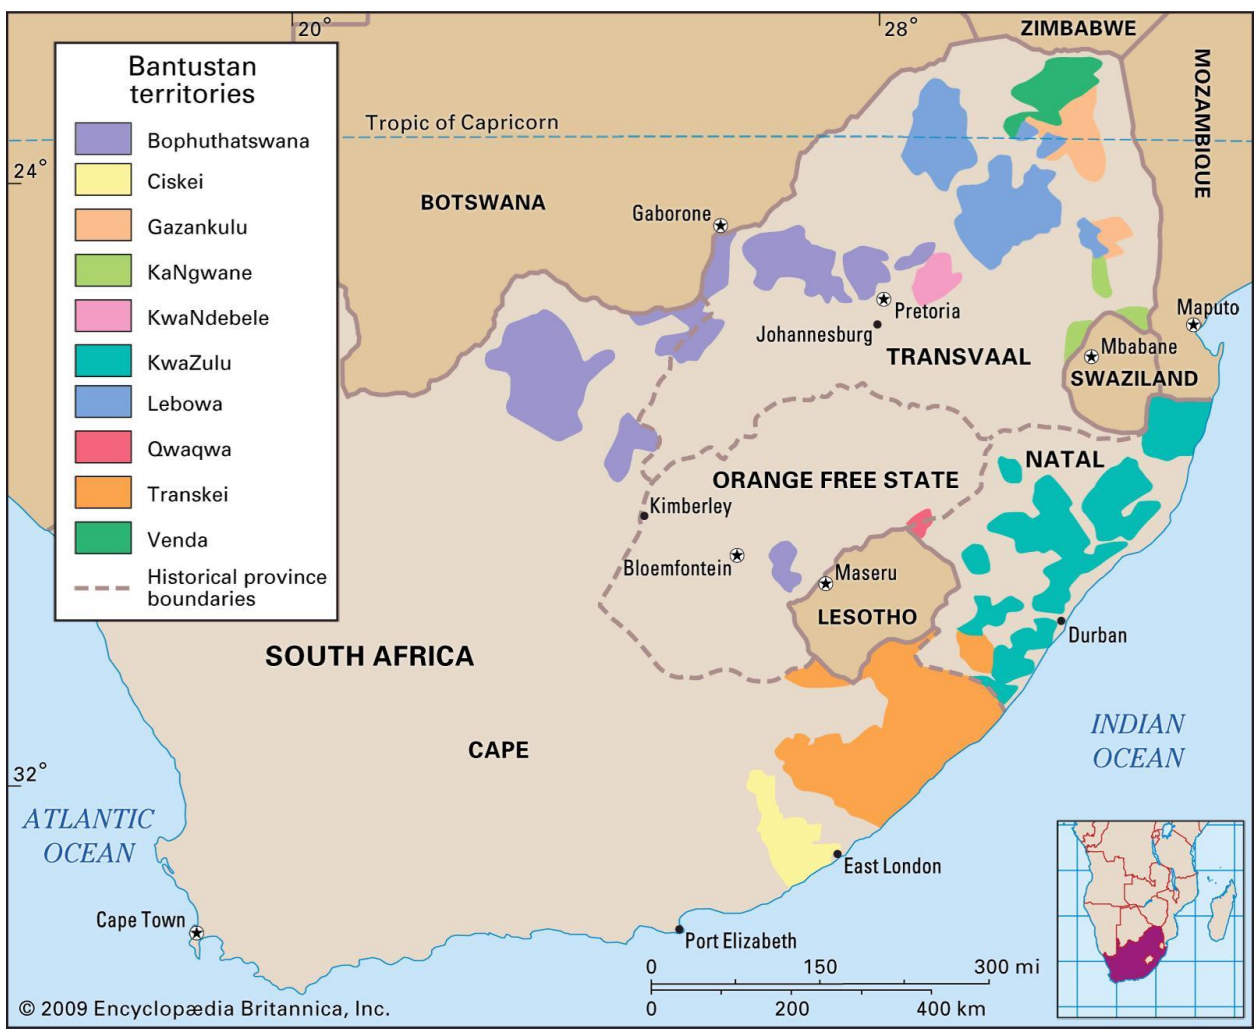 20°
28°
ZIMBABWE
MOZAMBIQUE
Bantustan
territories
Bophuthatswana
Ciskei
Gazankulu
KaNgwane
KwaNdebele
KwaZulu
Lebowa
Qwaqwa
Transkei
Venda
Historical province
boundaries
Tropic of Capricorn
24°
BOTSWANA
Gaborone
Pretoria
Johannesburg
TRANSVAAL
Maputo
Mbabane
SWAZILAND
ORANGE FREE STATE
NATAL
Kimberley
Bloemfontein
Maseru
LESOTHO
Durban
SOUTH AFRICA
CAPE
INDIAN
OCEAN
32°
ATLANTIC
OCEAN
East London
Cape Town
Port Elizabeth
0 150 300 mi
0 200 400 km
© 2009 Encyclopædia Britannica, Inc.